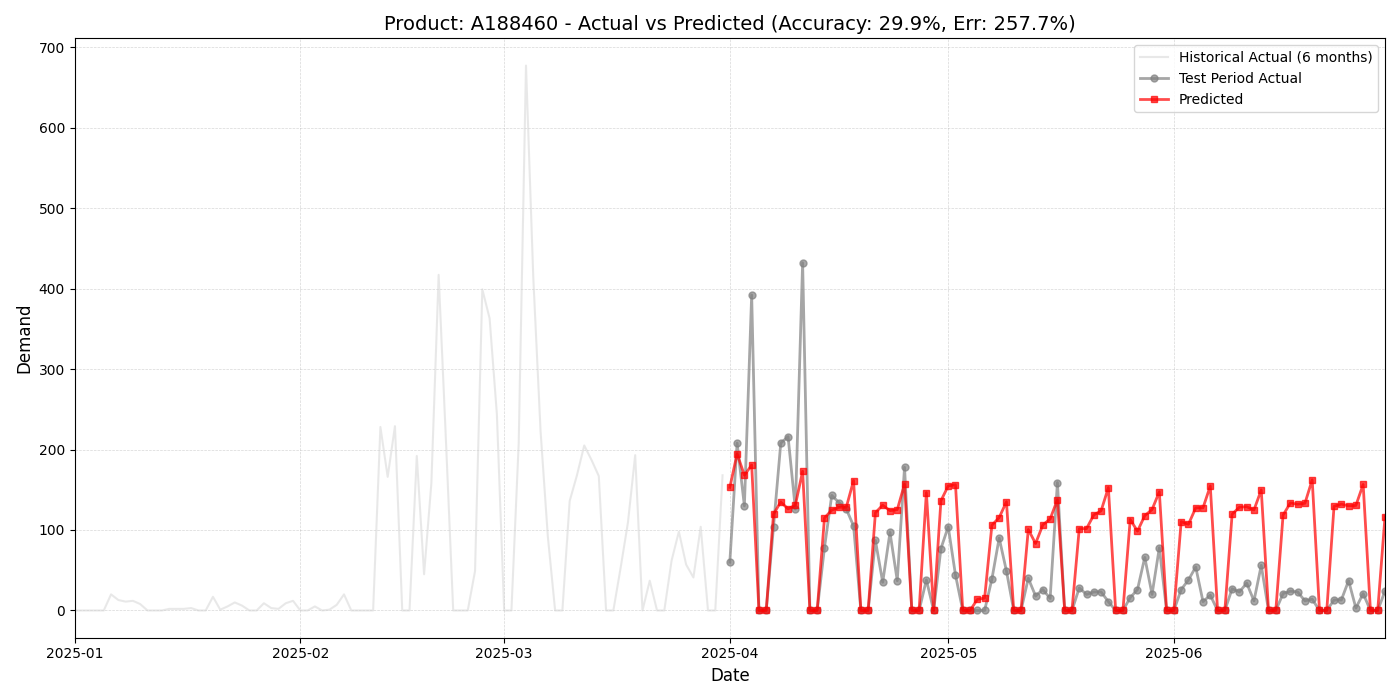 Product: A188460 - Actual vs Predicted (Accuracy: 29.9%, Err: 257.7%)
Historical Actual (6 months)
Test Period Actual
Predicted
Demand
700
600
500
400
300
200
100
0
2025-01
2025-02
2025-03
2025-04
2025-05
2025-06
Date